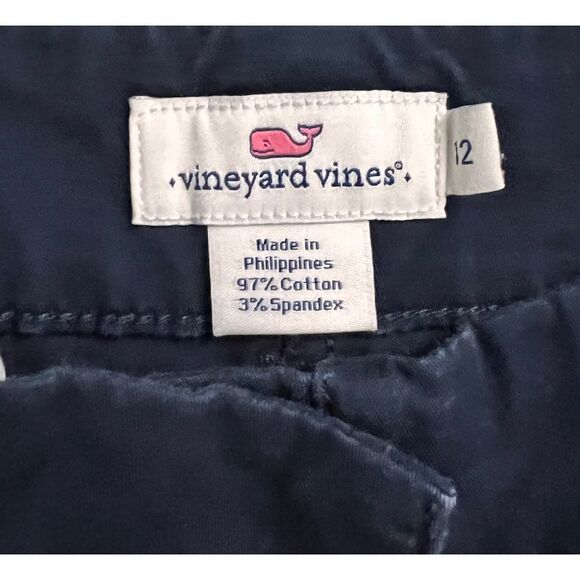 vineyard vines®
12
Made in
Philippines
97% Cotton
3% Spandex